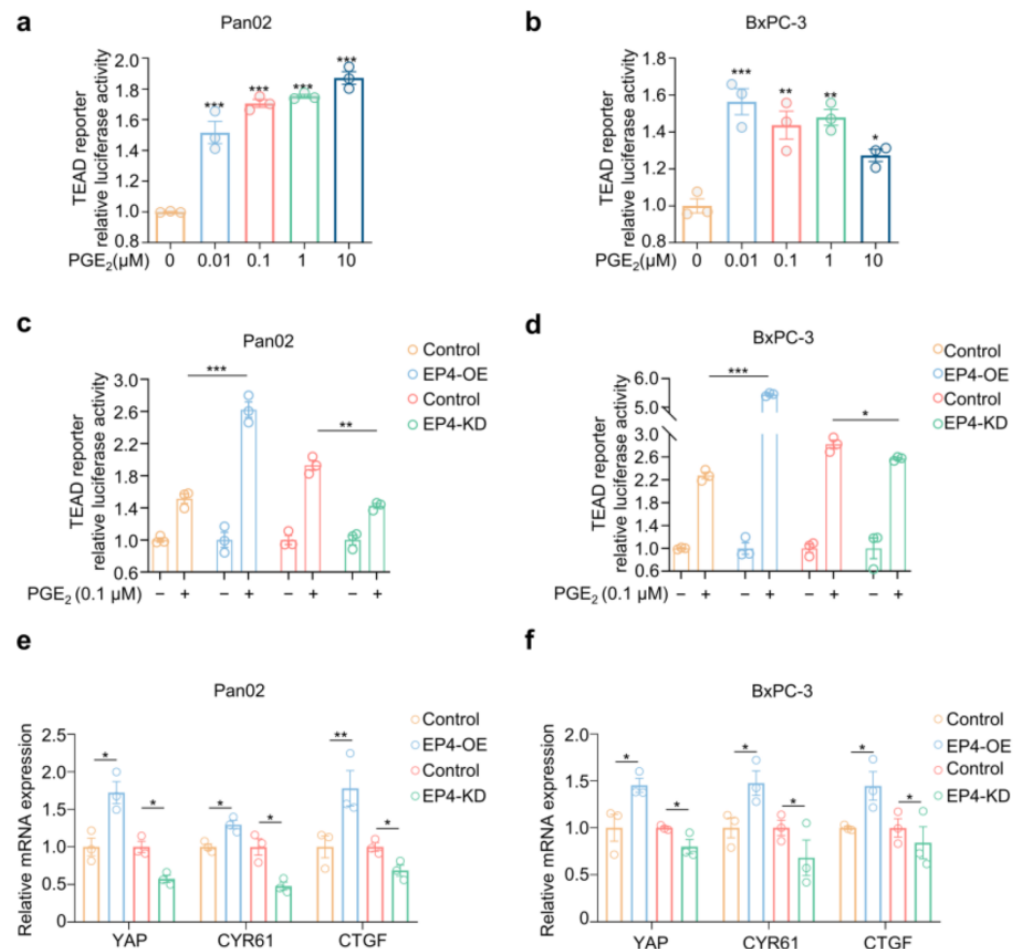 a
Pan02
TEAD reporter
relative luciferase activity
2.0
1.8
1.6
1.4
1.2
1.0
0.8
***
***
***
***
PGE₂(μM) 0 0.01 0.1 1 10
b
BxPC-3
TEAD reporter
relative luciferase activity
1.8
1.6
1.4
1.2
1.0
0.8
***
**
**
*
PGE₂(μM) 0 0.01 0.1 1 10
c
Pan02
TEAD reporter
relative luciferase activity
3.0
2.6
2.2
1.8
1.4
1.0
0.6
***
**
PGE₂ (0.1 μM) − + − + − + − +
Control
EP4-OE
Control
EP4-KD
d
BxPC-3
TEAD reporter
relative luciferase activity
6.0
5.0
3.0
2.6
2.2
1.8
1.4
1.0
0.6
***
*
PGE₂ (0.1 μM) − + − + − + − +
Control
EP4-OE
Control
EP4-KD
e
Pan02
Relative mRNA expression
2.5
2.0
1.5
1.0
0.5
0
* * * * ** *
YAP CYR61 CTGF
Control
EP4-OE
Control
EP4-KD
f
BxPC-3
Relative mRNA expression
2.0
1.5
1.0
0.5
0
* * * * * *
YAP CYR61 CTGF
Control
EP4-OE
Control
EP4-KD